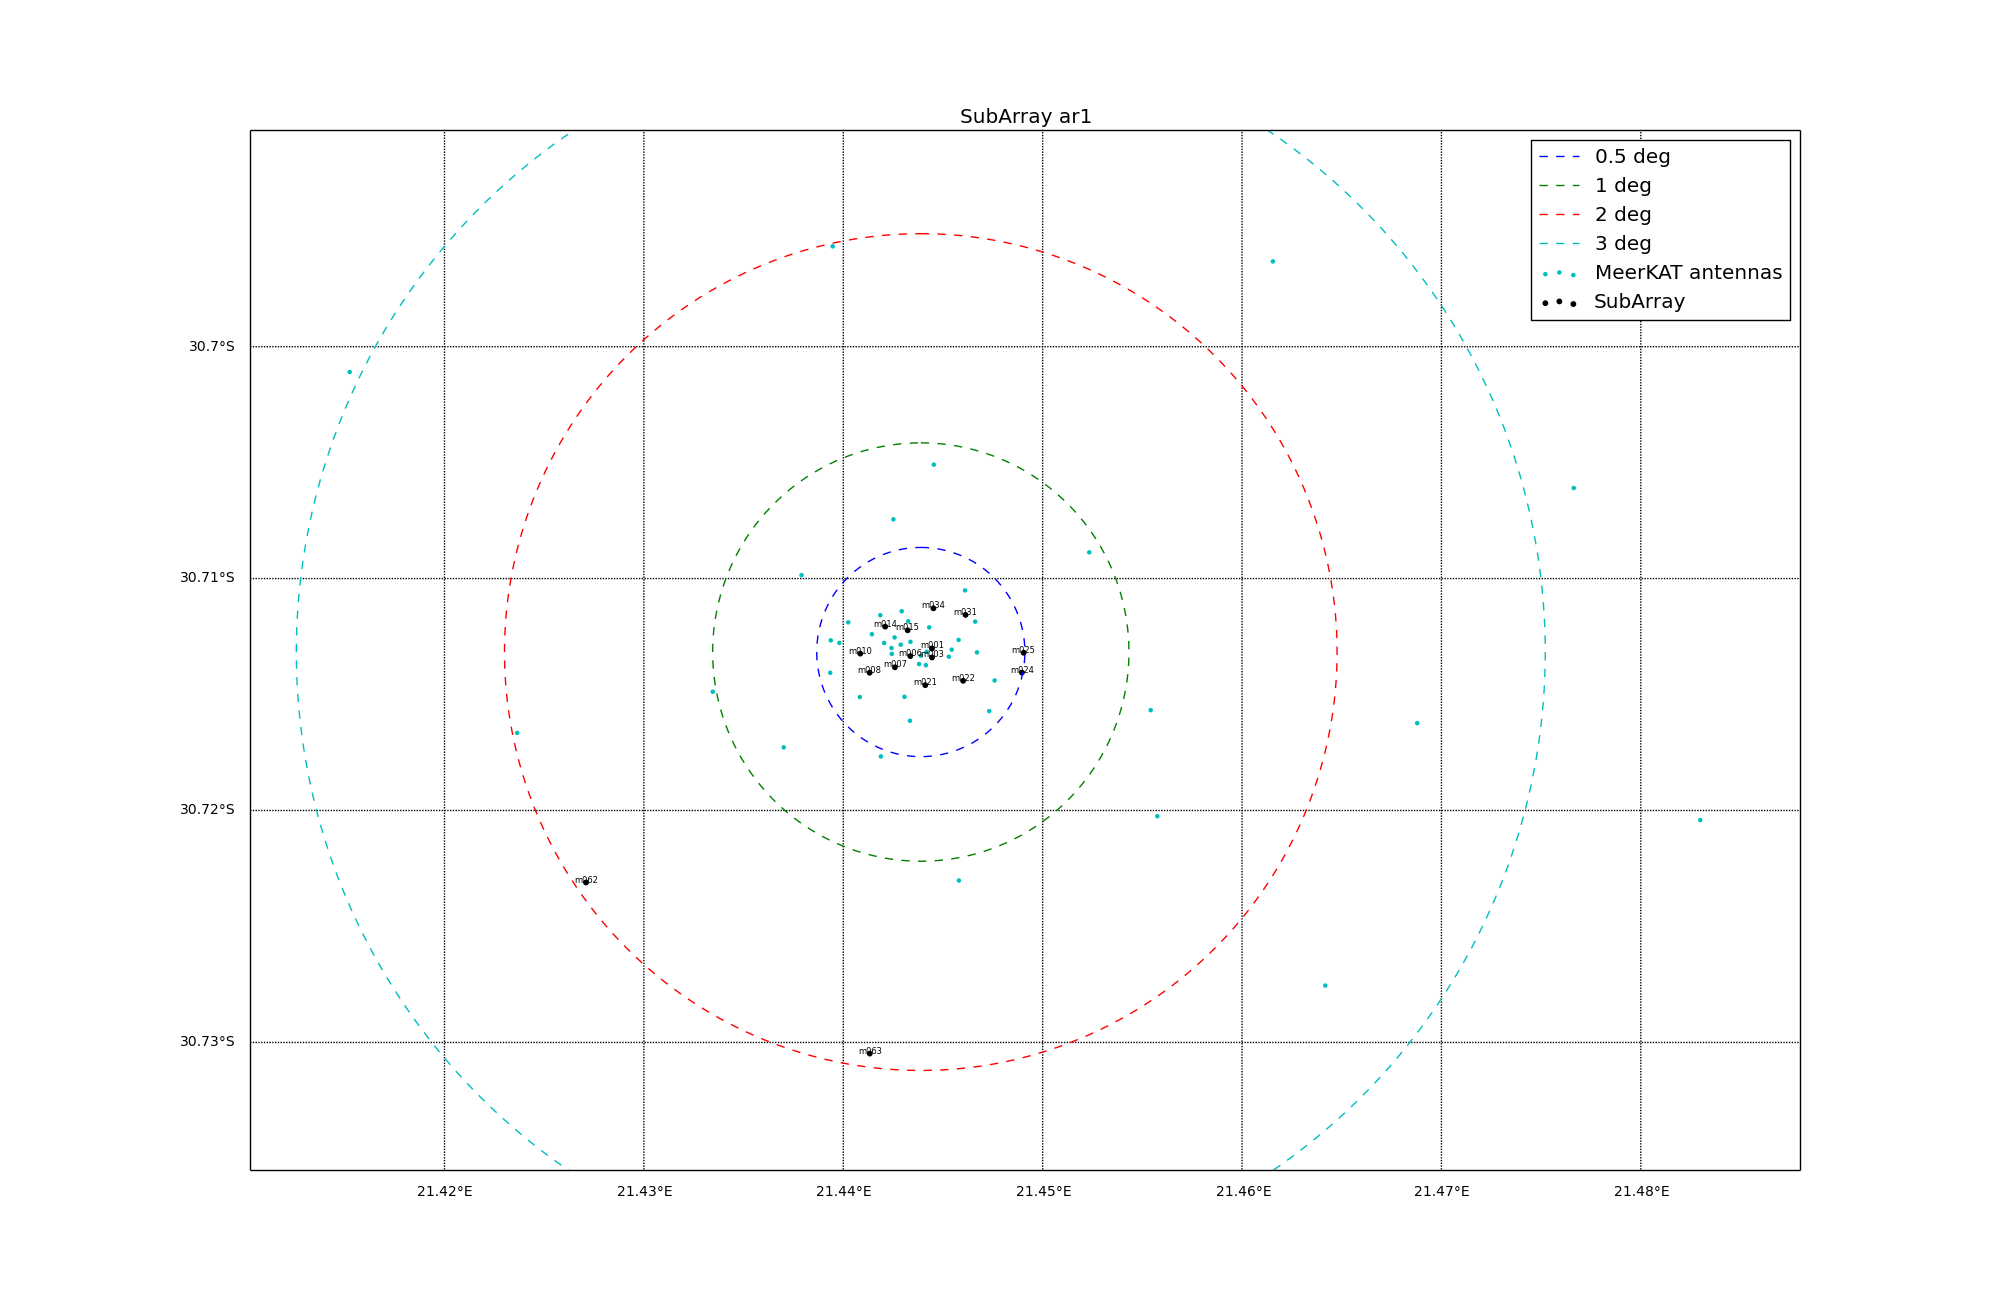 SubArray ar1
0.5 deg
1 deg
2 deg
3 deg
MeerKAT antennas
SubArray
30.7°S
30.71°S
30.72°S
30.73°S
m034
m031
m014
m015
m001
m025
m010
m006
m003
m007
m008
m024
m022
m021
m062
m063
21.42°E 21.43°E 21.44°E 21.45°E 21.46°E 21.47°E 21.48°E